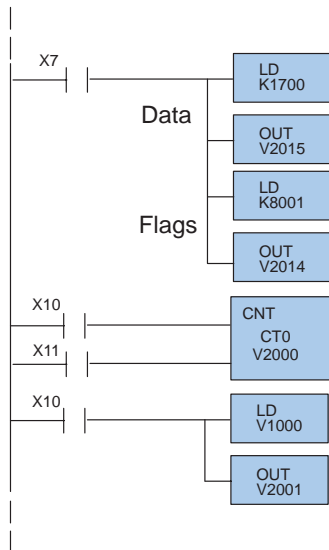 X7
LD
K1700
Data
OUT
V2015
LD
K8001
Flags
OUT
V2014
X10
CNT
CT0
V2000
X11
X10
LD
V1000
OUT
V2001